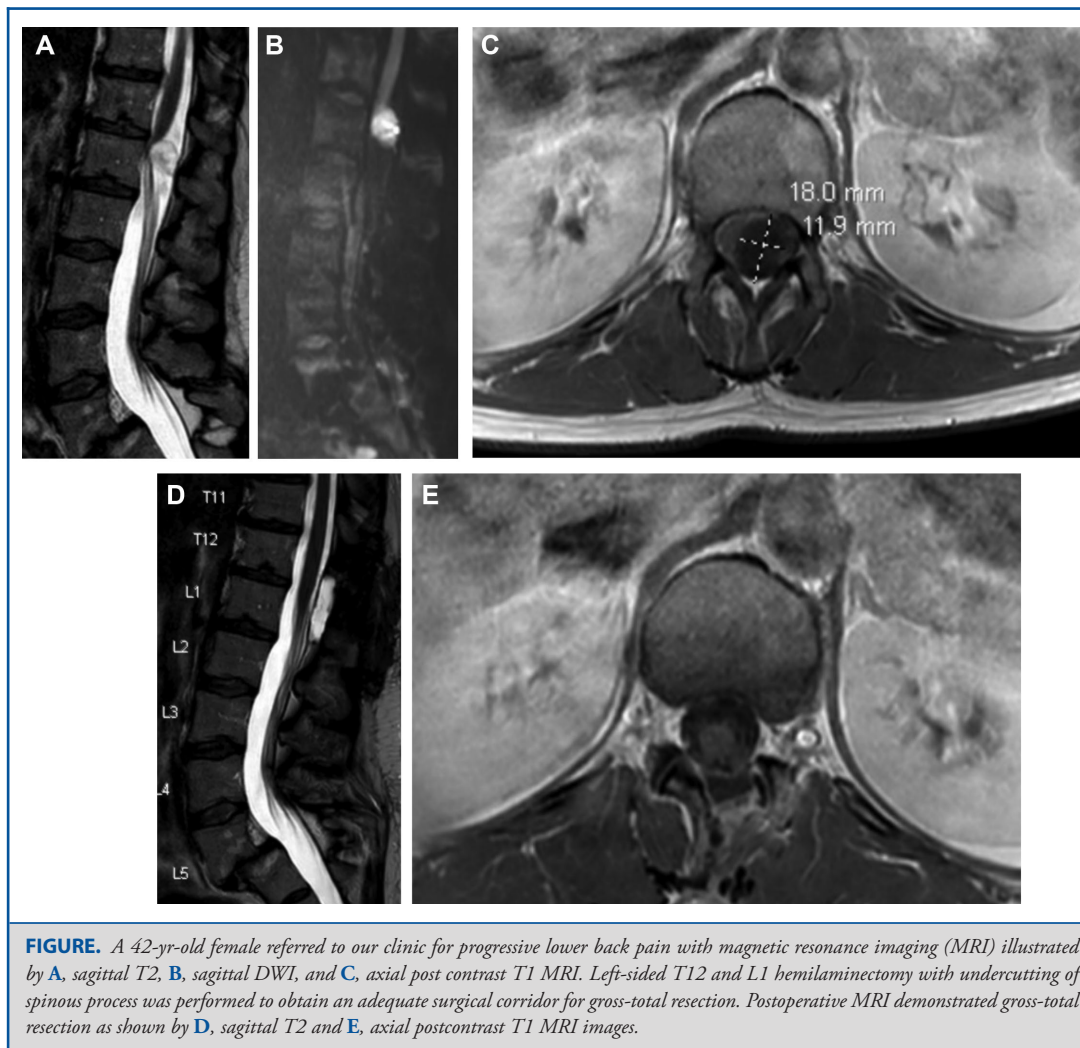 A
B
C
18.0 mm
11.9 mm
D
T11
T12
L1
L2
L3
L4
L5
E
FIGURE. A 42-yr-old female referred to our clinic for progressive lower back pain with magnetic resonance imaging (MRI) illustrated
by A, sagittal T2, B, sagittal DWI, and C, axial post contrast T1 MRI. Left-sided T12 and L1 hemilaminectomy with undercutting of
spinous process was performed to obtain an adequate surgical corridor for gross-total resection. Postoperative MRI demonstrated gross-total
resection as shown by D, sagittal T2 and E, axial postcontrast T1 MRI images.